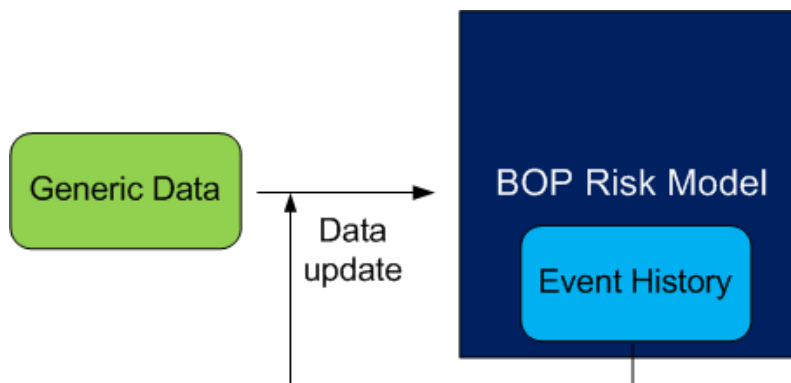 Generic Data
Data
update
BOP Risk Model
Event History